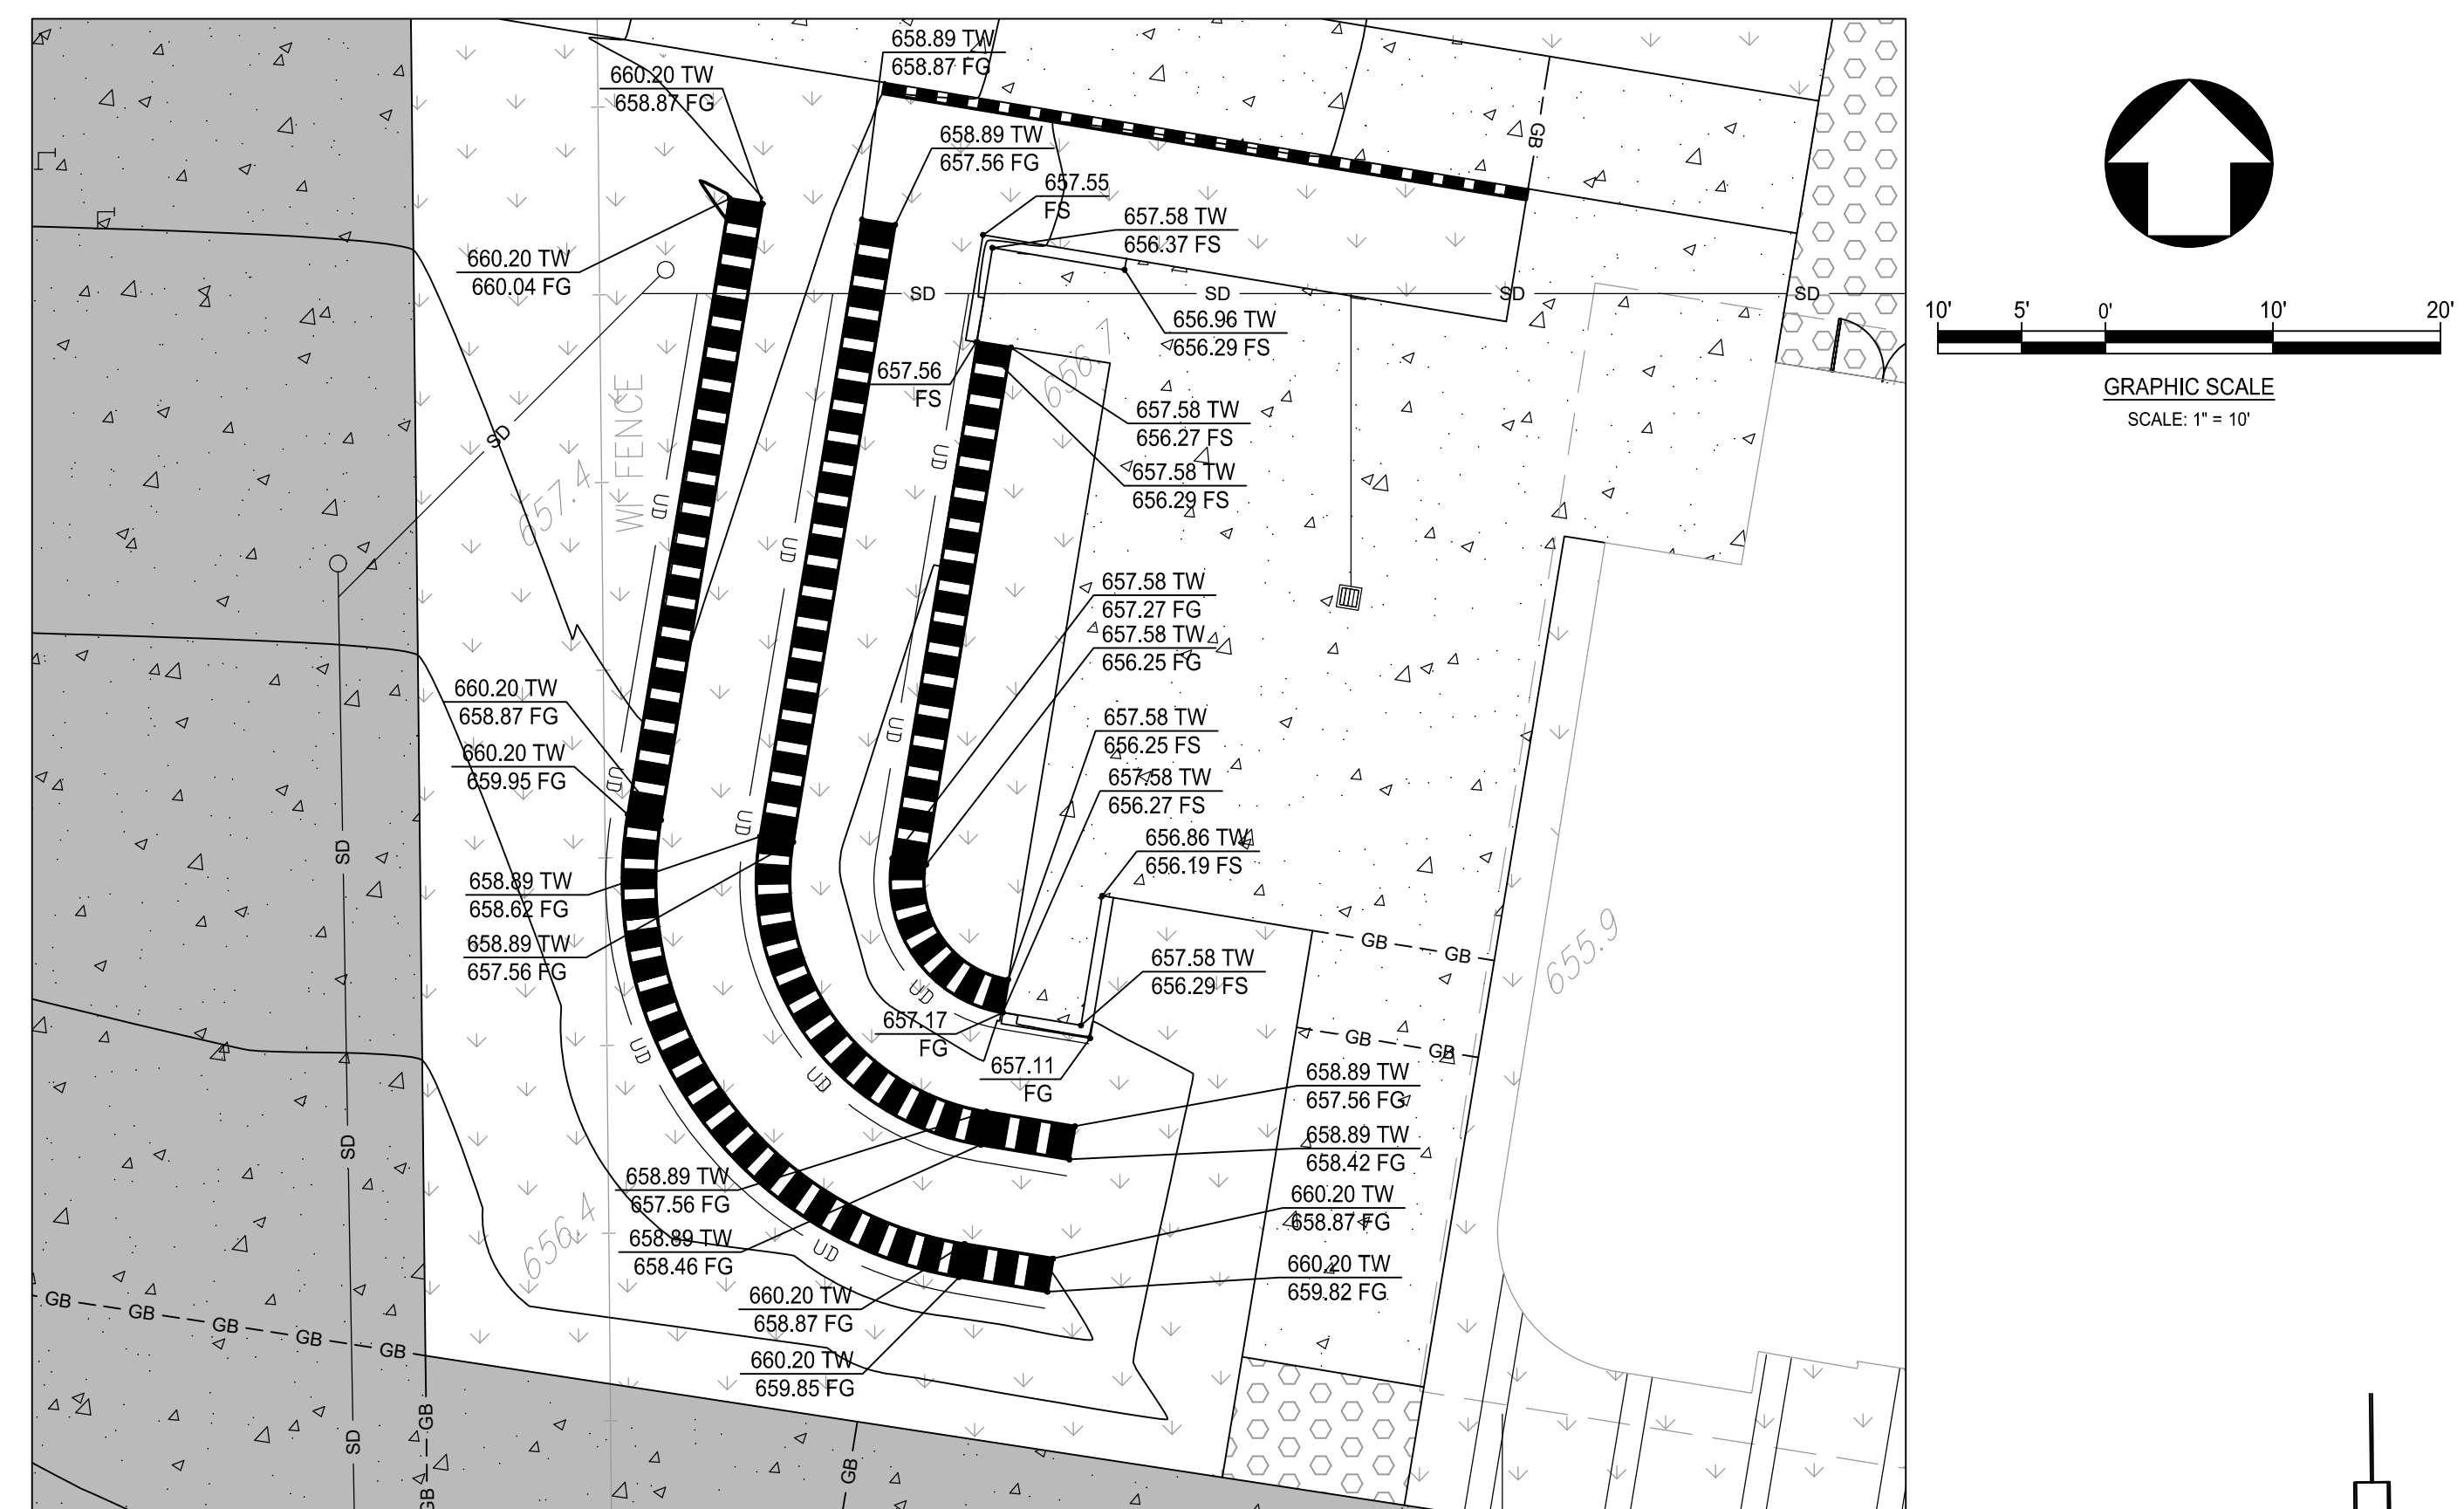 658.89 TW
658.87 FG
660.20 TW
658.87 FG
658.89 TW
657.56 FG
GB
657.55
FS
657.58 TW
656.37 FS
660.20 TW
660.04 FG
SD
SD
SD
SD
656.96 TW
656.29 FS
10'
5'
0'
10'
20'
GRAPHIC SCALE
SCALE: 1" = 10'
657.56
FS
656.7
657.58 TW
656.27 FS
SD
UD
657.58 TW
656.29 FS
WI FENCE
657.4
UD
UD
657.58 TW
657.27 FG
657.58 TW
656.25 FG
660.20 TW
658.87 FG
657.58 TW
656.25 FS
UD
660.20 TW
659.95 FG
UD
657.58 TW
656.27 FS
UD
SD
656.86 TW
656.19 FS
658.89 TW
658.62 FG
658.89 TW
657.56 FG
GB
GB
655.9
657.58 TW
656.29 FS
UD
657.17
FG
GB
GB
UD
UD
657.11
FG
658.89 TW
657.56 FG
SD
658.89 TW
658.42 FG
658.89 TW
657.56 FG
660.20 TW
658.87 FG
656.4
658.89 TW
658.46 FG
UD
660.20 TW
659.82 FG
GB
GB
GB
GB
GB
660.20 TW
658.87 FG
660.20 TW
659.85 FG
GB
SD
GB
GB